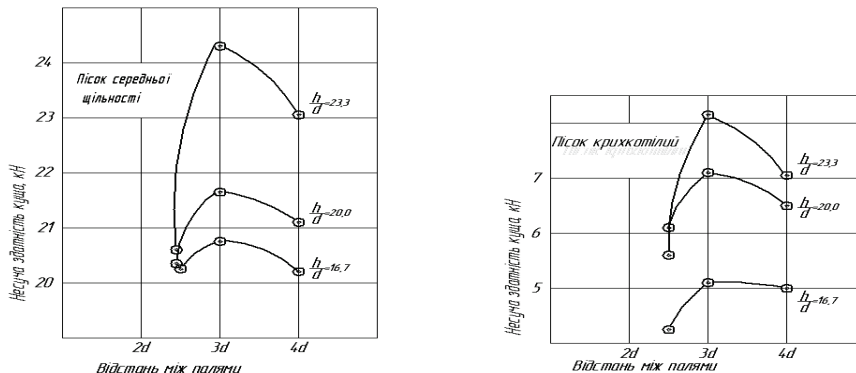 Несуча здатність куща, кН
24
23
22
21
20
Пісок середньої
щільності
h/d=23,3
h/d=20,0
h/d=16,7
2d 3d 4d
Відстань між палями
Несуча здатність куща, кН
7
6
5
Пісок крихкотілий
h/d=23,3
h/d=20,0
h/d=16,7
2d 3d 4d
Відстань між палями